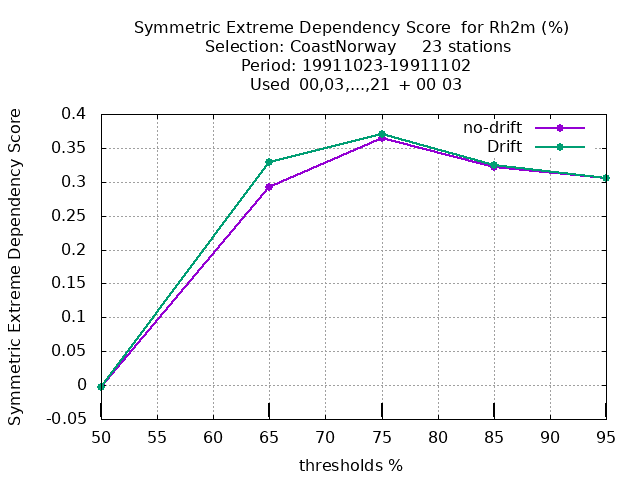 Symmetric Extreme Dependency Score for Rh2m (%)
Selection: CoastNorway 23 stations
Period: 19911023-19911102
Used 00,03,...,21 + 00 03
Symmetric Extreme Dependency Score
0.4
0.35
0.3
0.25
0.2
0.15
0.1
0.05
0
-0.05
no-drift
Drift
50 55 60 65 70 75 80 85 90 95
thresholds %